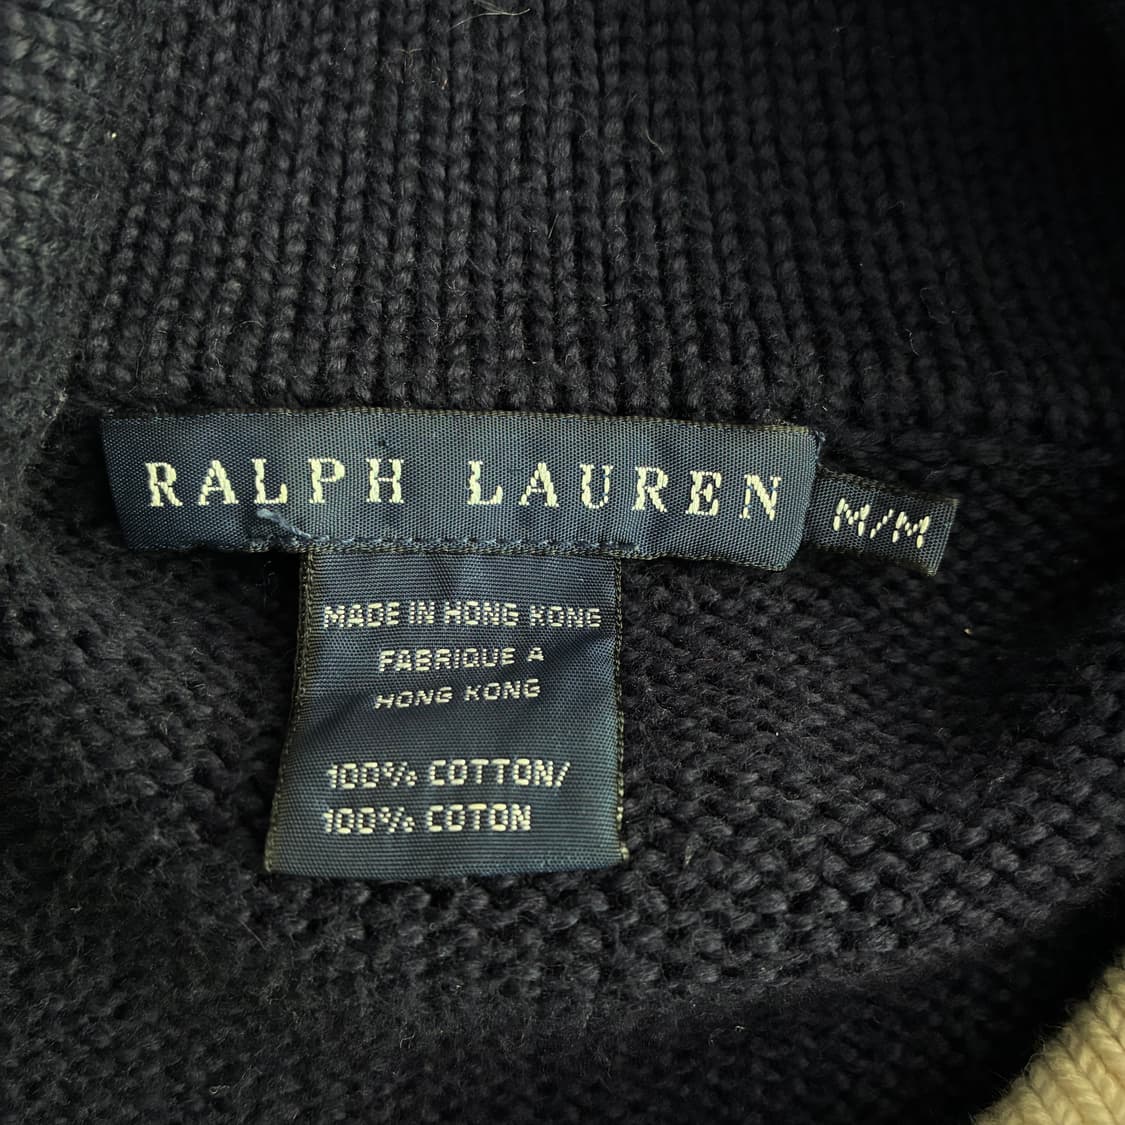 RALPH LAUREN
M/M
MADE IN HONG KONG
FABRIQUE A
HONG KONG
100% COTTON/
100% COTON